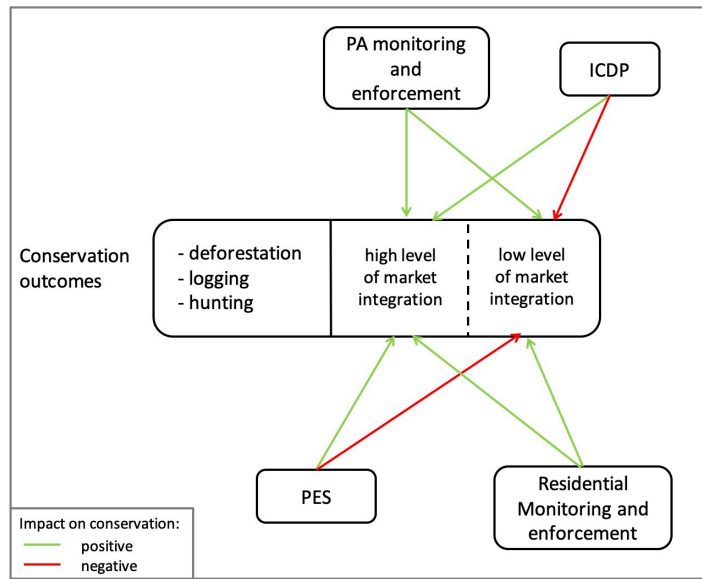 PA monitoring
and
enforcement
ICDP
Conservation
outcomes
- deforestation
- logging
- hunting
high level
of market
integration
low level
of market
integration
PES
Residential
Monitoring and
enforcement
Impact on conservation:
positive
negative